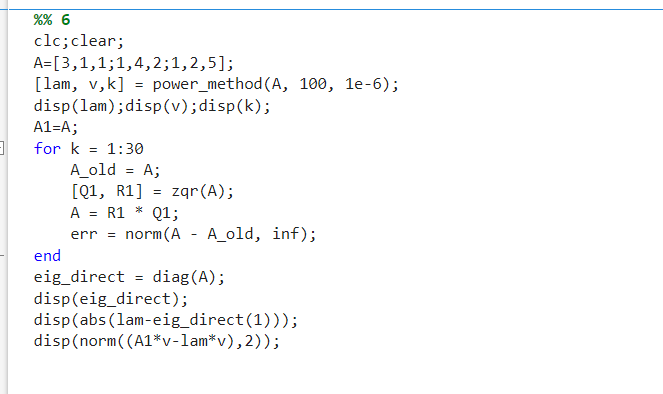 %% 6
clc;clear;
A=[3,1,1;1,4,2;1,2,5];
[lam, v,k] = power_method(A, 100, 1e-6);
disp(lam);disp(v);disp(k);
A1=A;
for k = 1:30
    A_old = A;
    [Q1, R1] = zqr(A);
    A = R1 * Q1;
    err = norm(A - A_old, inf);
end
eig_direct = diag(A);
disp(eig_direct);
disp(abs(lam-eig_direct(1)));
disp(norm((A1*v-lam*v),2));